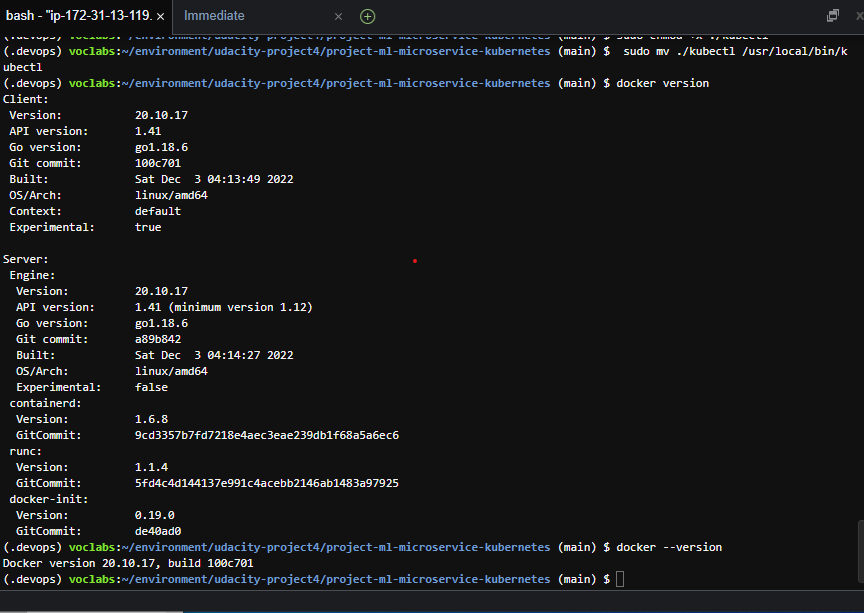 bash - "ip-172-31-13-119. × Immediate ×
(.devops) voclabs:~/environment/udacity-project4/project-ml-microservice-kubernetes (main) $ sudo chmod +x ./kubectl
(.devops) voclabs:~/environment/udacity-project4/project-ml-microservice-kubernetes (main) $  sudo mv ./kubectl /usr/local/bin/k
ubectl
(.devops) voclabs:~/environment/udacity-project4/project-ml-microservice-kubernetes (main) $ docker version
Client:
 Version:           20.10.17
 API version:       1.41
 Go version:        go1.18.6
 Git commit:        100c701
 Built:             Sat Dec  3 04:13:49 2022
 OS/Arch:           linux/amd64
 Context:           default
 Experimental:      true
Server:
 Engine:
  Version:          20.10.17
  API version:      1.41 (minimum version 1.12)
  Go version:       go1.18.6
  Git commit:       a89b842
  Built:            Sat Dec  3 04:14:27 2022
  OS/Arch:          linux/amd64
  Experimental:     false
 containerd:
  Version:          1.6.8
  GitCommit:        9cd3357b7fd7218e4aec3eae239db1f68a5a6ec6
 runc:
  Version:          1.1.4
  GitCommit:        5fd4c4d144137e991c4acebb2146ab1483a97925
 docker-init:
  Version:          0.19.0
  GitCommit:        de40ad0
(.devops) voclabs:~/environment/udacity-project4/project-ml-microservice-kubernetes (main) $ docker --version
Docker version 20.10.17, build 100c701
(.devops) voclabs:~/environment/udacity-project4/project-ml-microservice-kubernetes (main) $